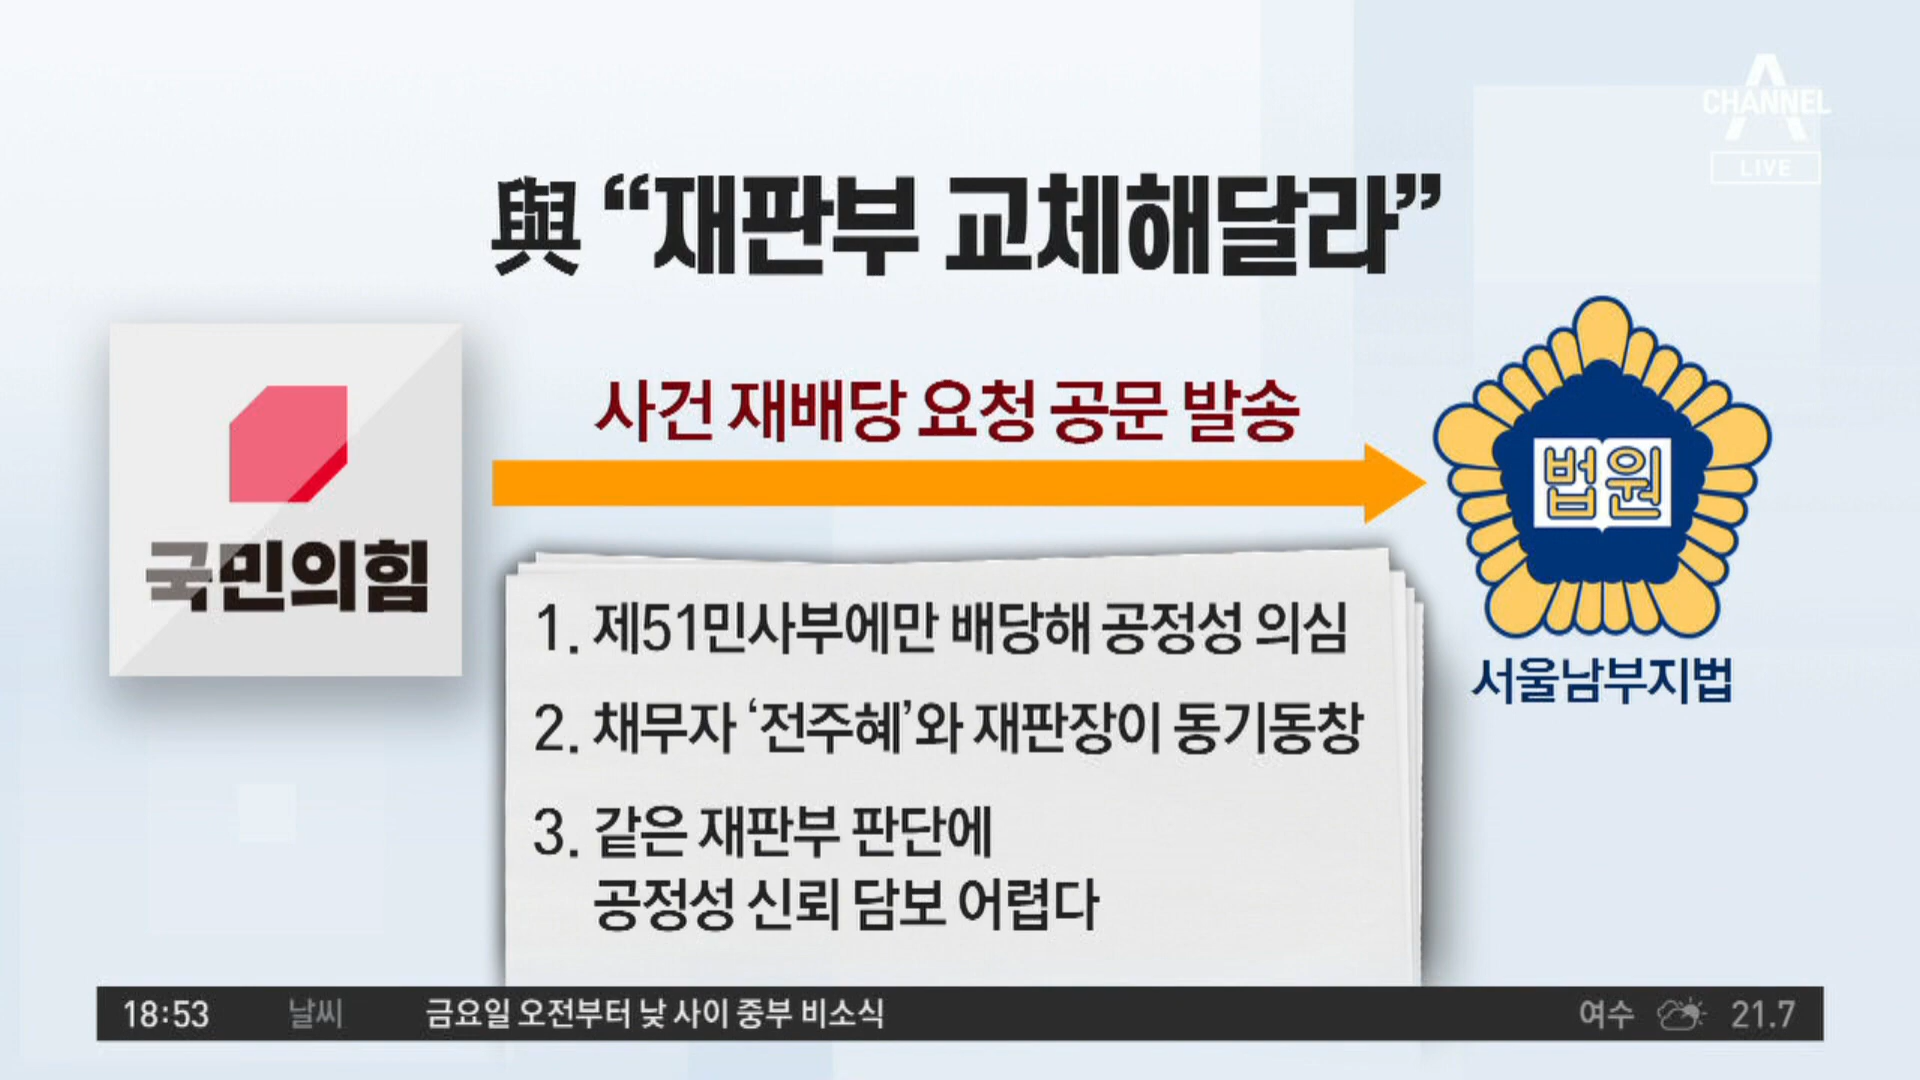 CHANNEL A
LIVE
與 “재판부 교체해달라”
국민의힘
사건 재배당 요청 공문 발송
법원
서울남부지법
1. 제51민사부에만 배당해 공정성 의심
2. 채무자 ‘전주혜’와 재판장이 동기동창
3. 같은 재판부 판단에
공정성 신뢰 담보 어렵다
18:53 날씨 금요일 오전부터 낮 사이 중부 비소식 여수 21.7